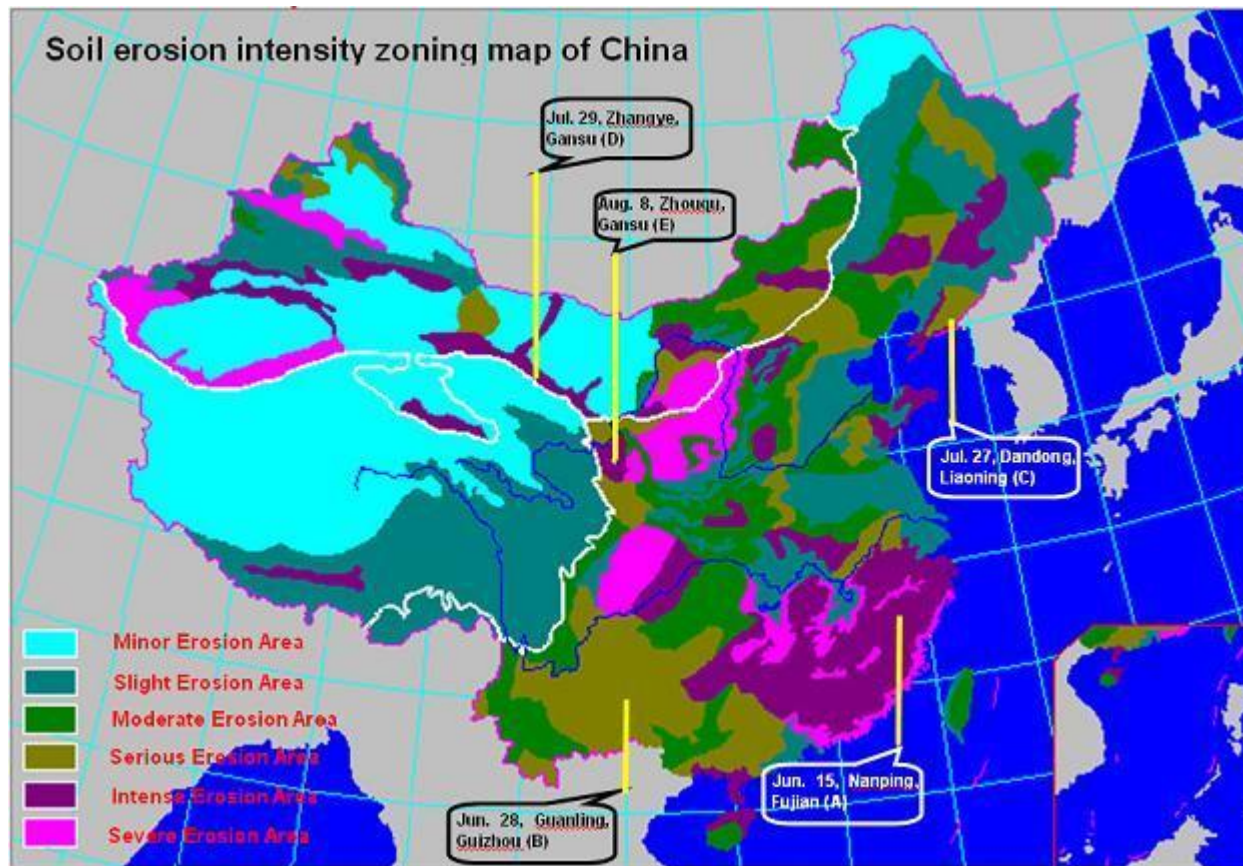 Soil erosion intensity zoning map of China
Jul. 29, Zhangye,
Gansu (D)
Aug. 8, Zhouqu,
Gansu (E)
Jul. 27, Dandong,
Liaoning (C)
Minor Erosion Area
Slight Erosion Area
Moderate Erosion Area
Serious Erosion Area
Intense Erosion Area
Severe Erosion Area
Jun. 15, Nanping,
Fujian (A)
Jun. 28, Guanling,
Guizhou (B)